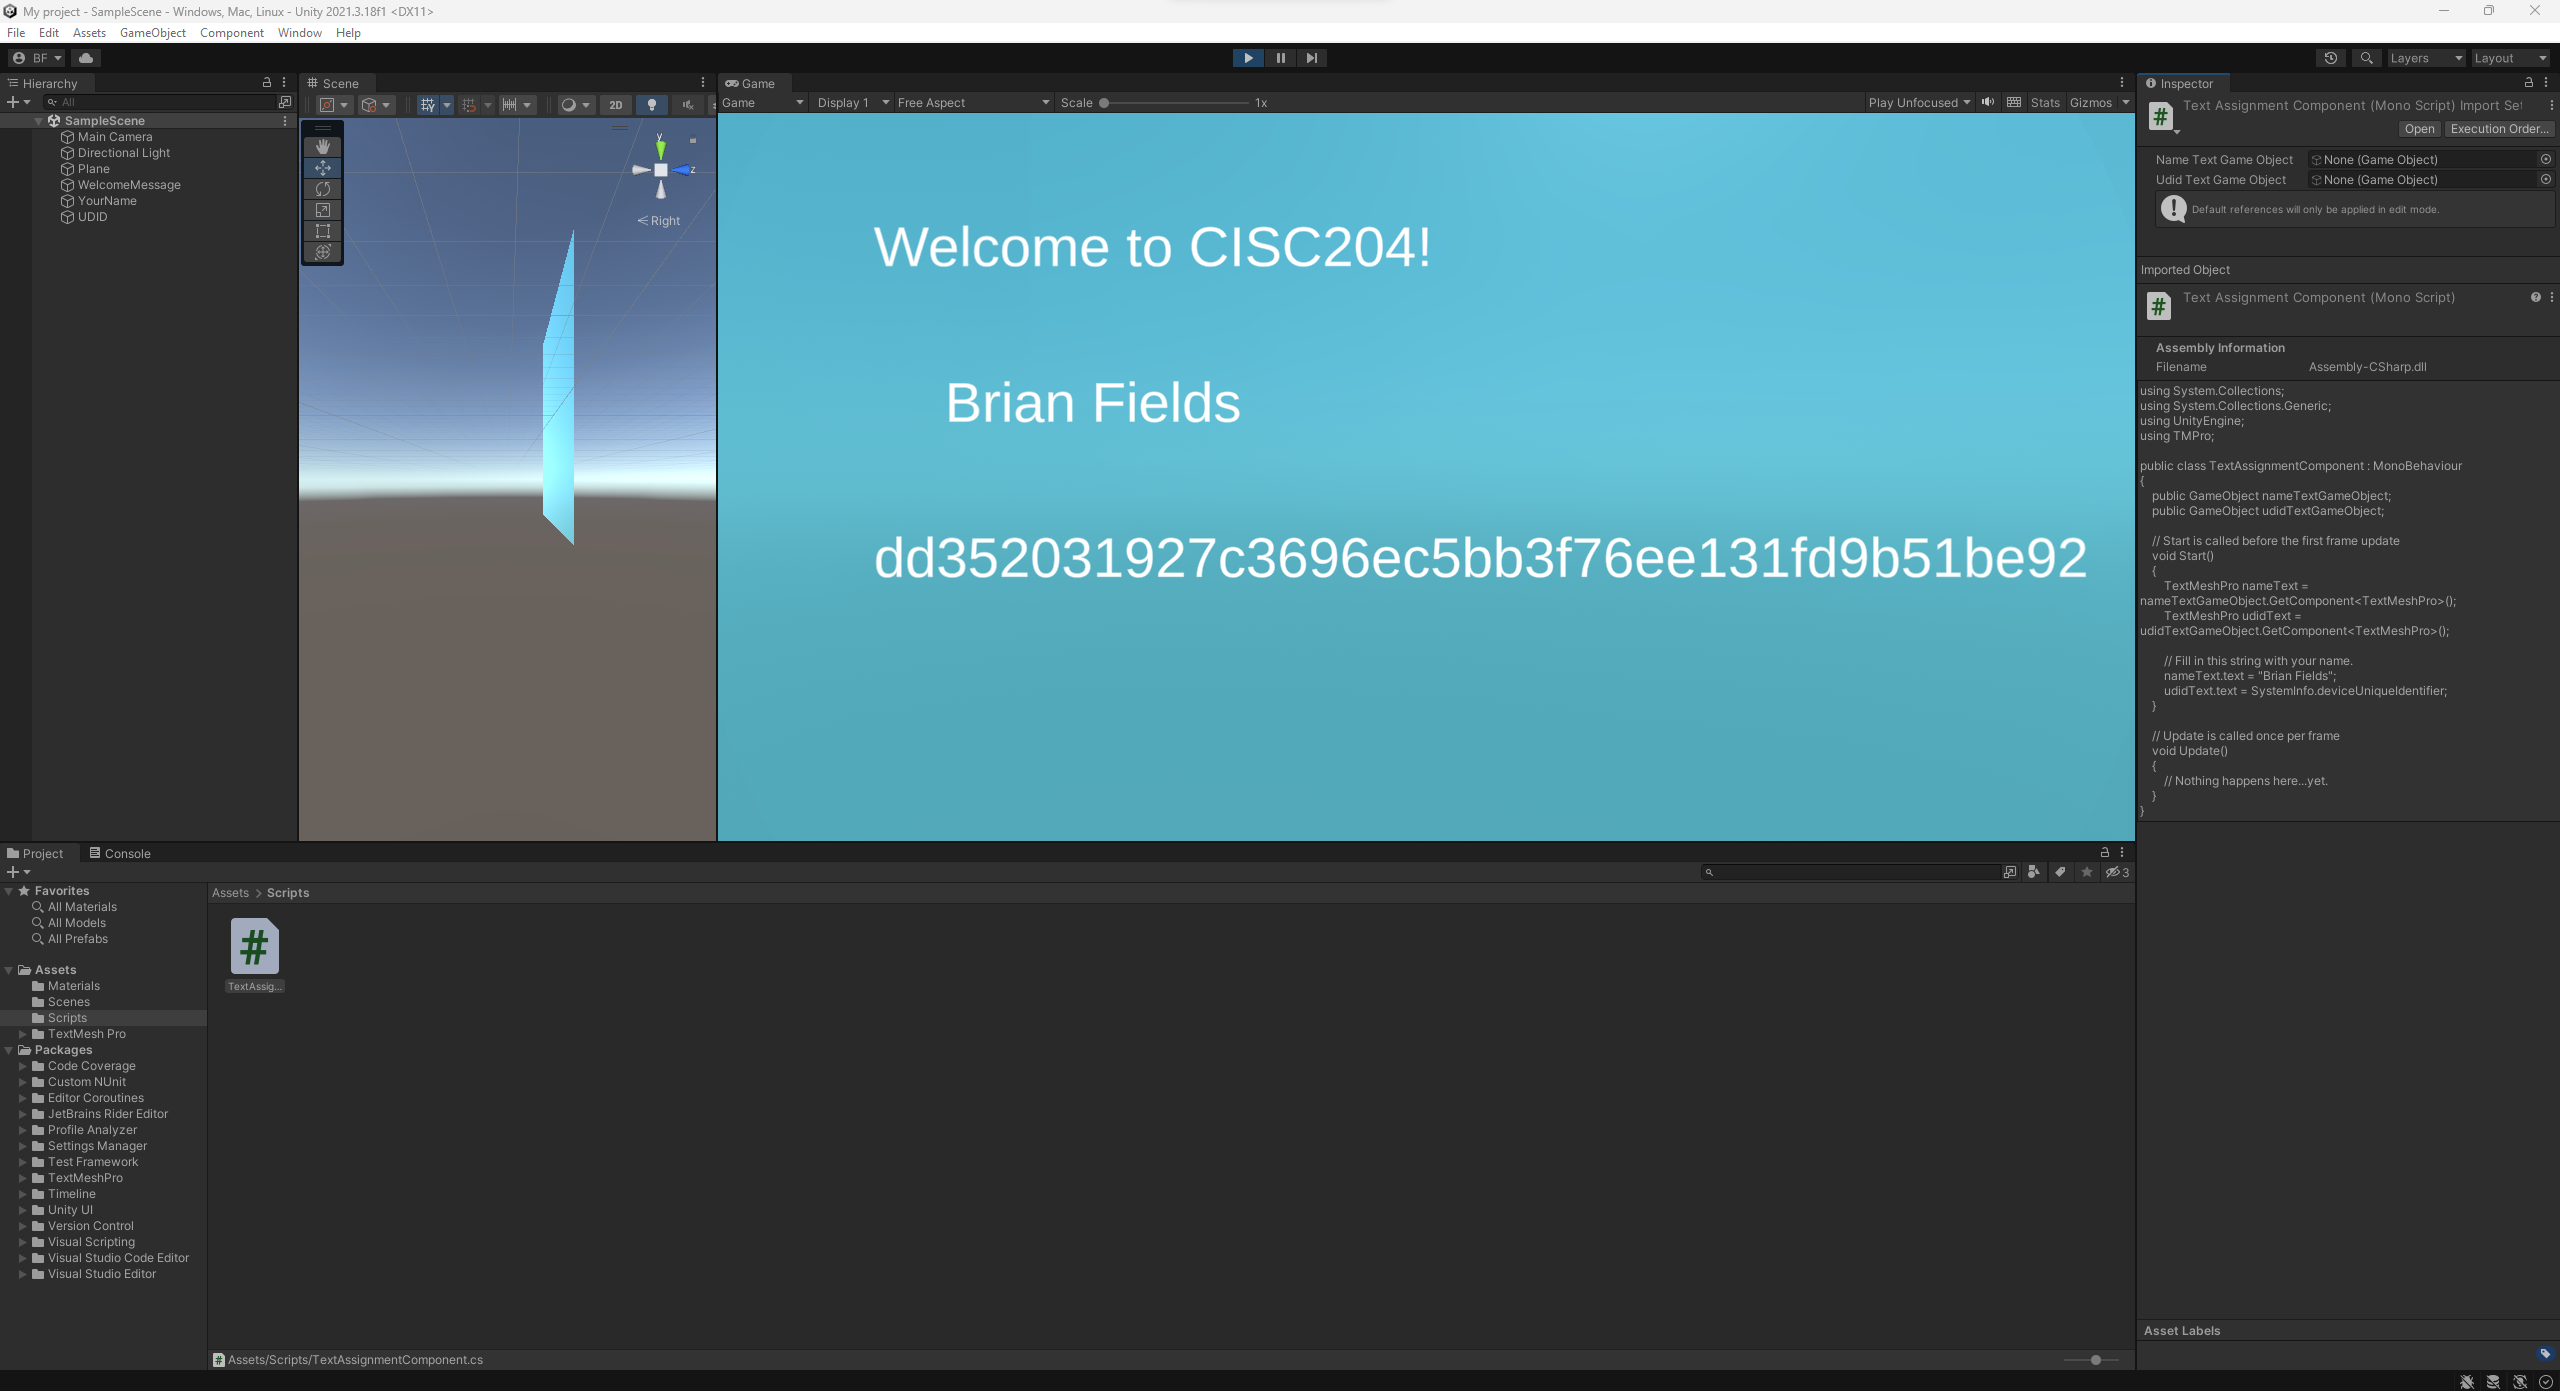 My project - SampleScene - Windows, Mac, Linux - Unity 2021.3.18f1 <DX11>
File Edit Assets GameObject Component Window Help
BF
Layers
Layout
Hierarchy
All
SampleScene
Main Camera
Directional Light
Plane
WelcomeMessage
YourName
UDID
Scene
2D
y
z
Right
Game
Game Display 1 Free Aspect Scale 1x Play Unfocused Stats Gizmos
Welcome to CISC204!
Brian Fields
dd352031927c3696ec5bb3f76ee131fd9b51be92
Inspector
Text Assignment Component (Mono Script) Import Set
Open Execution Order...
Name Text Game Object None (Game Object)
Udid Text Game Object None (Game Object)
Default references will only be applied in edit mode.
Imported Object
Text Assignment Component (Mono Script)
Assembly Information
Filename Assembly-CSharp.dll
using System.Collections;
using System.Collections.Generic;
using UnityEngine;
using TMPro;
public class TextAssignmentComponent : MonoBehaviour
{
public GameObject nameTextGameObject;
public GameObject udidTextGameObject;
// Start is called before the first frame update
void Start()
{
TextMeshPro nameText =
nameTextGameObject.GetComponent<TextMeshPro>();
TextMeshPro udidText =
udidTextGameObject.GetComponent<TextMeshPro>();
// Fill in this string with your name.
nameText.text = "Brian Fields";
udidText.text = SystemInfo.deviceUniqueIdentifier;
}
// Update is called once per frame
void Update()
{
// Nothing happens here...yet.
}
}
Asset Labels
Project Console
3
Favorites
All Materials
All Models
All Prefabs
Assets
Materials
Scenes
Scripts
TextMesh Pro
Packages
Code Coverage
Custom NUnit
Editor Coroutines
JetBrains Rider Editor
Profile Analyzer
Settings Manager
Test Framework
TextMeshPro
Timeline
Unity UI
Version Control
Visual Scripting
Visual Studio Code Editor
Visual Studio Editor
Assets > Scripts
#
TextAssig...
Assets/Scripts/TextAssignmentComponent.cs